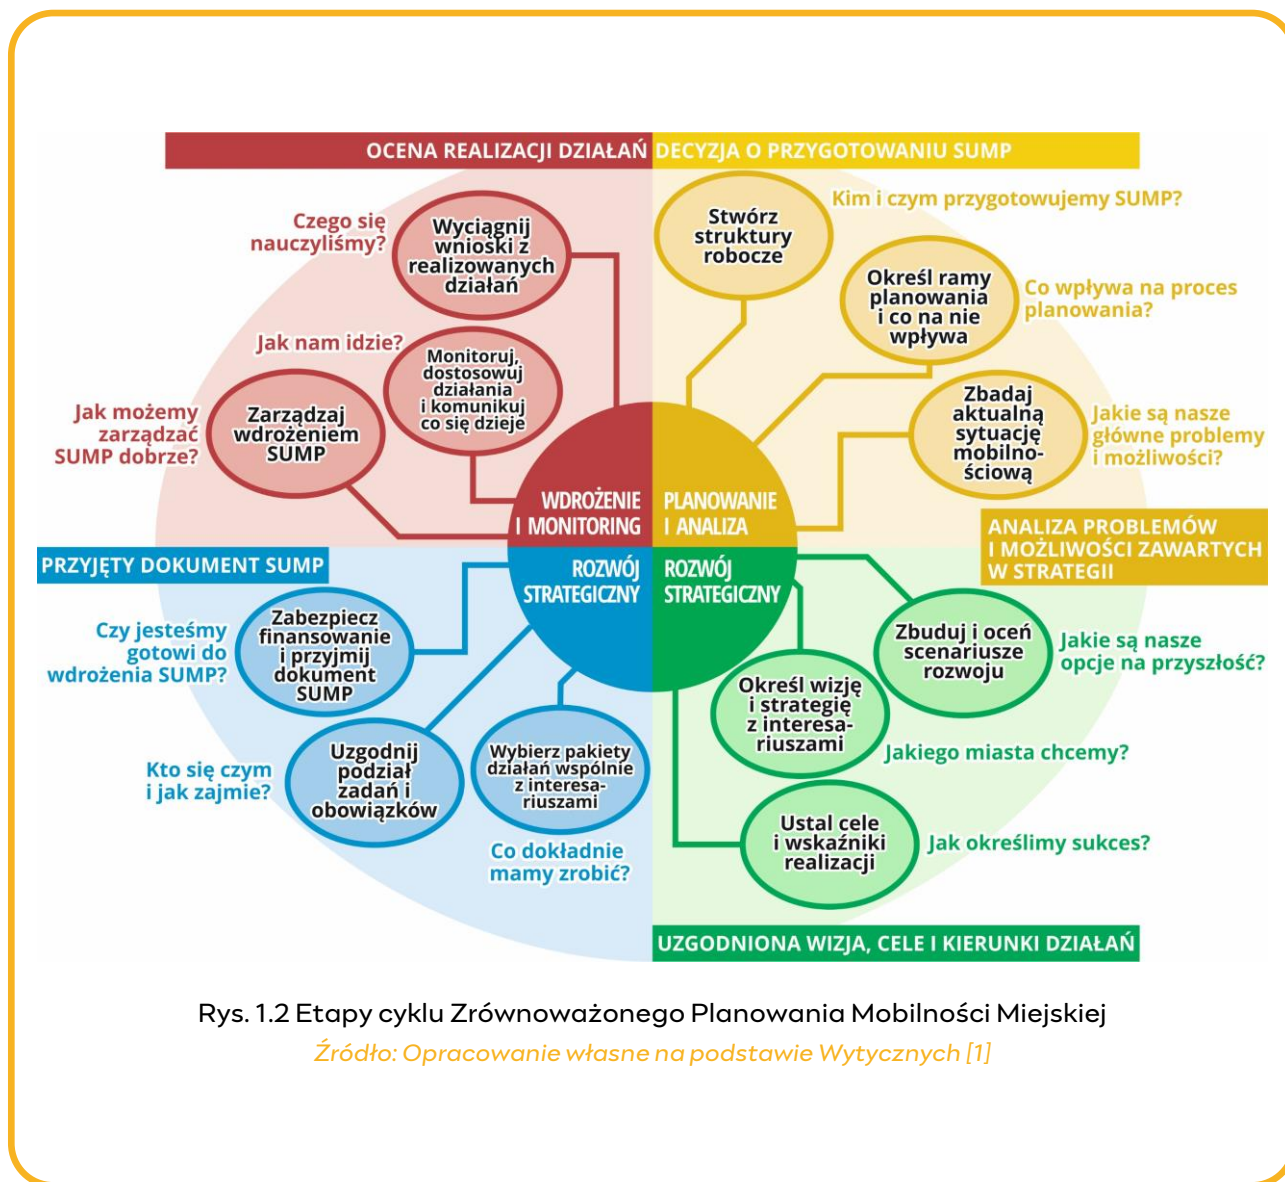 OCENA REALIZACJI DZIAŁAŃ
DECYZJA O PRZYGOTOWANIU SUMP
Kim i czym przygotowujemy SUMP?
Stwórz
struktury
robocze
Określ ramy
planowania
i co na nie
wpływa
Co wpływa na proces
planowania?
Zbadaj
aktualną
sytuację
mobilno-
ściową
Jakie są nasze
główne problemy
i możliwości?
PLANOWANIE
I ANALIZA
ANALIZA PROBLEMÓW
I MOŻLIWOŚCI ZAWARTYCH
W STRATEGII
ROZWÓJ
STRATEGICZNY
Zbuduj i oceń
scenariusze
rozwoju
Jakie są nasze
opcje na przyszłość?
Określ wizję
i strategię
z interesa-
riuszami
Jakiego miasta chcemy?
Ustal cele
i wskaźniki
realizacji
Jak określimy sukces?
UZGODNIONA WIZJA, CELE I KIERUNKI DZIAŁAŃ
ROZWÓJ
STRATEGICZNY
Wybierz pakiety
działań wspólnie
z interesa-
riuszami
Co dokładnie
mamy zrobić?
Uzgodnij
podział
zadań i
obowiązków
Kto się czym
i jak zajmie?
Zabezpiecz
finansowanie
i przyjmij
dokument
SUMP
Czy jesteśmy
gotowi do
wdrożenia SUMP?
PRZYJĘTY DOKUMENT SUMP
WDROŻENIE
I MONITORING
Zarządzaj
wdrożeniem
SUMP
Jak możemy
zarządzać
SUMP dobrze?
Monitoruj,
dostosowuj
działania
i komunikuj
co się dzieje
Jak nam idzie?
Wyciągnij
wnioski z
realizowanych
działań
Czego się
nauczyliśmy?
Rys. 1.2 Etapy cyklu Zrównoważonego Planowania Mobilności Miejskiej
Źródło: Opracowanie własne na podstawie Wytycznych [1]